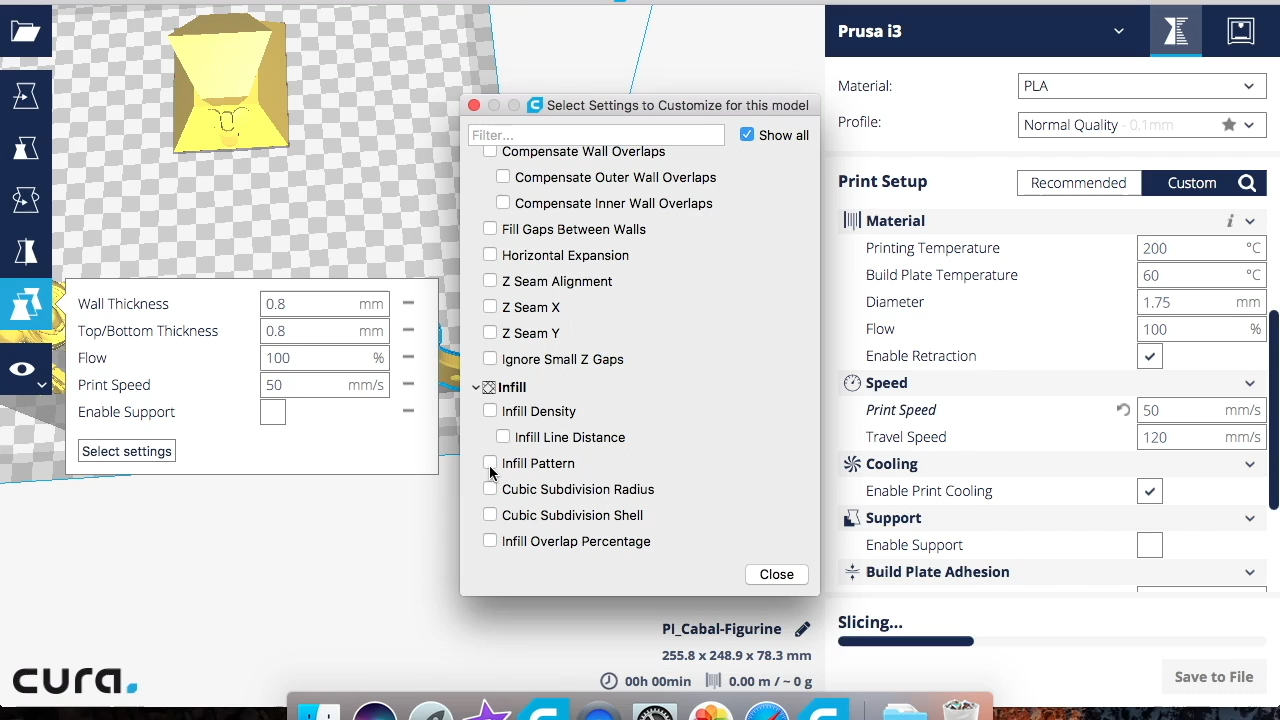 Prusa i3
Material:
PLA
Profile:
Normal Quality - 0.1mm
Print Setup
Recommended
Custom
Material
Printing Temperature
200 °C
Build Plate Temperature
60 °C
Diameter
1.75 mm
Flow
100 %
Enable Retraction
Speed
Print Speed
50 mm/s
Travel Speed
120 mm/s
Cooling
Enable Print Cooling
Support
Enable Support
Build Plate Adhesion
Slicing...
Save to File
Select Settings to Customize for this model
Filter...
Show all
Compensate Wall Overlaps
Compensate Outer Wall Overlaps
Compensate Inner Wall Overlaps
Fill Gaps Between Walls
Horizontal Expansion
Z Seam Alignment
Z Seam X
Z Seam Y
Ignore Small Z Gaps
Infill
Infill Density
Infill Line Distance
Infill Pattern
Cubic Subdivision Radius
Cubic Subdivision Shell
Infill Overlap Percentage
Close
Wall Thickness
0.8 mm
Top/Bottom Thickness
0.8 mm
Flow
100 %
Print Speed
50 mm/s
Enable Support
Select settings
PI_Cabal-Figurine
255.8 x 248.9 x 78.3 mm
00h 00min
0.00 m / ~ 0 g
cura.